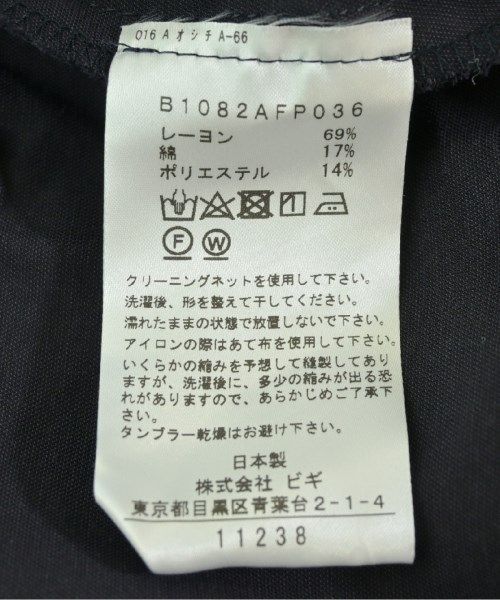 016 A オシチ A-66
B1082AFP036
レーヨン 69%
綿 17%
ポリエステル 14%
F W
クリーニングネットを使用して下さい。
洗濯後、形を整えて干してください。
濡れたままの状態で放置しないで下さい。
アイロンの際はあて布を使用して下さい。
いくらかの縮みを予想して縫製してあり
ますが、洗濯後に、多少の縮みが出る恐
れがありますので、あらかじめご了承下
さい。
タンブラー乾燥はお避け下さい。
日本製
株式会社 ビギ
東京都目黒区青葉台2-1-4
11238